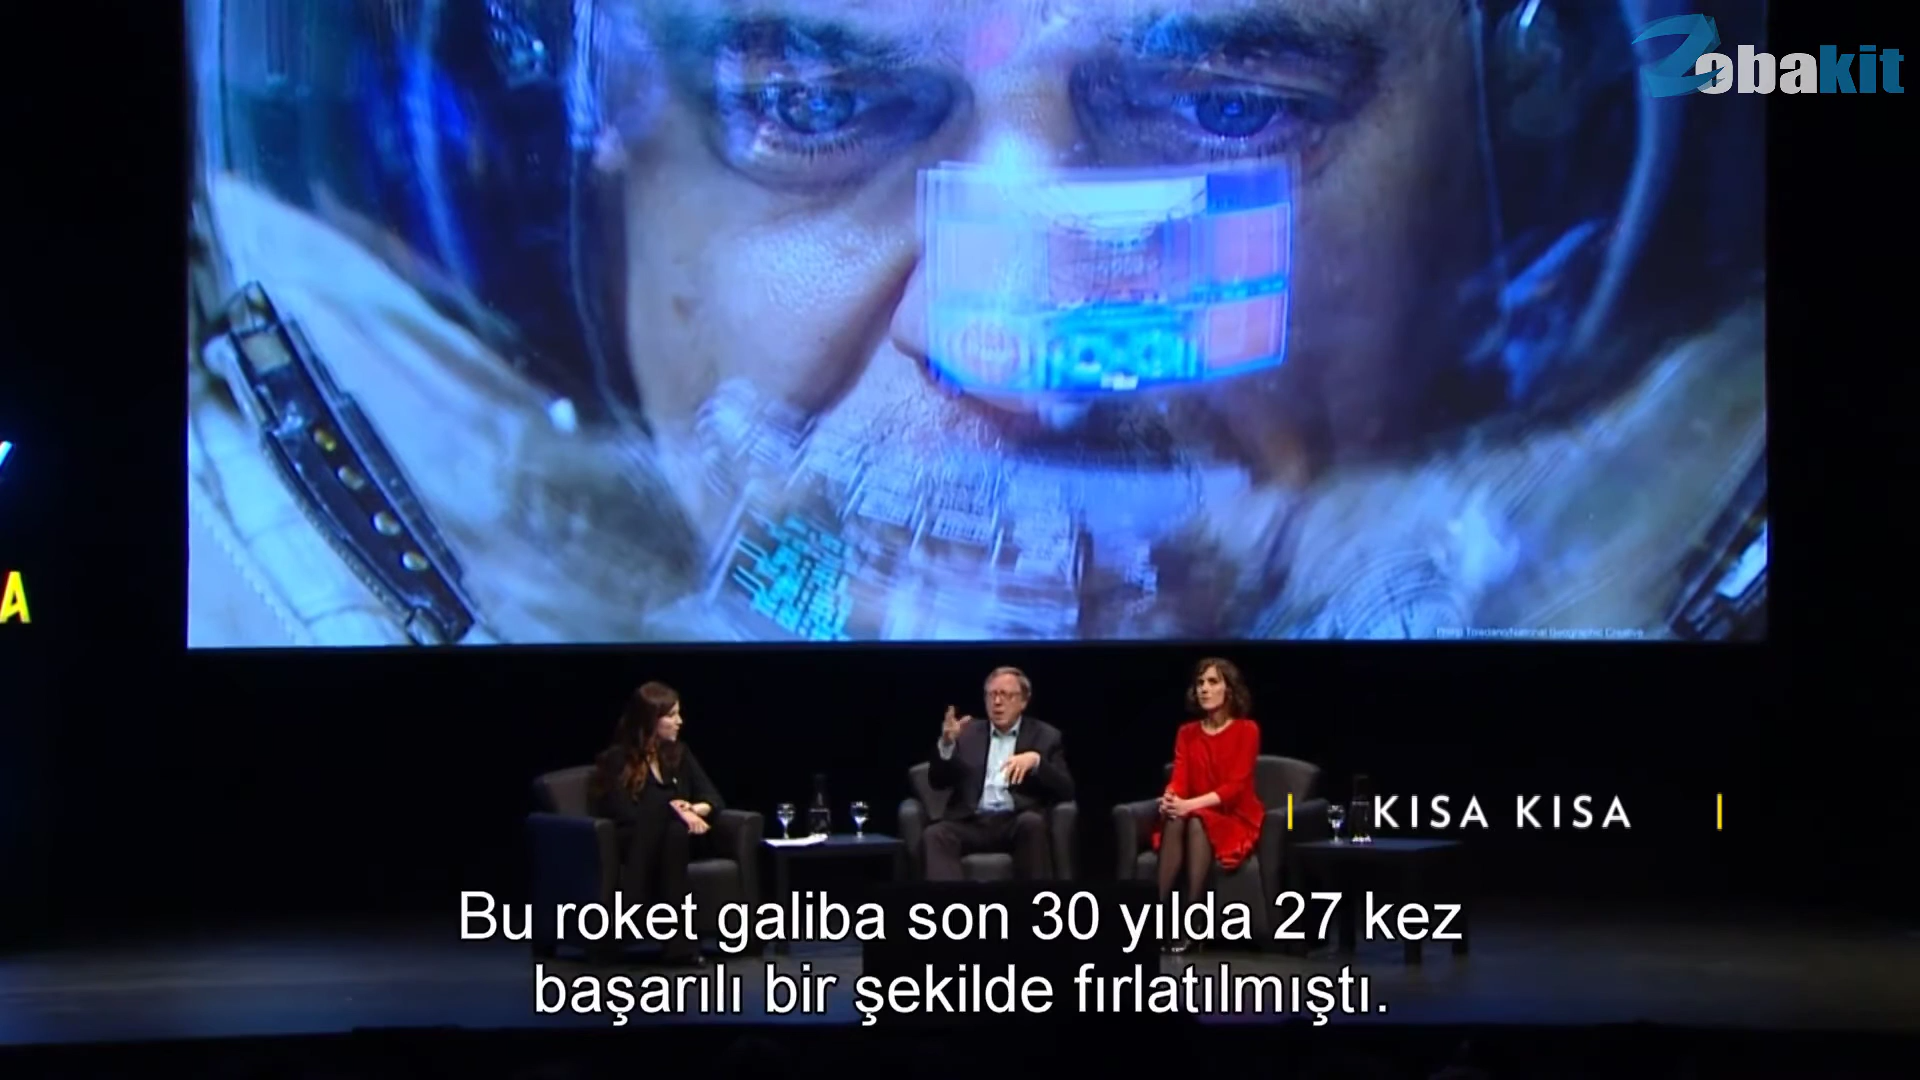 Zobakit
A
KISA KISA
Bu roket galiba son 30 yılda 27 kez
başarılı bir şekilde fırlatılmıştı.